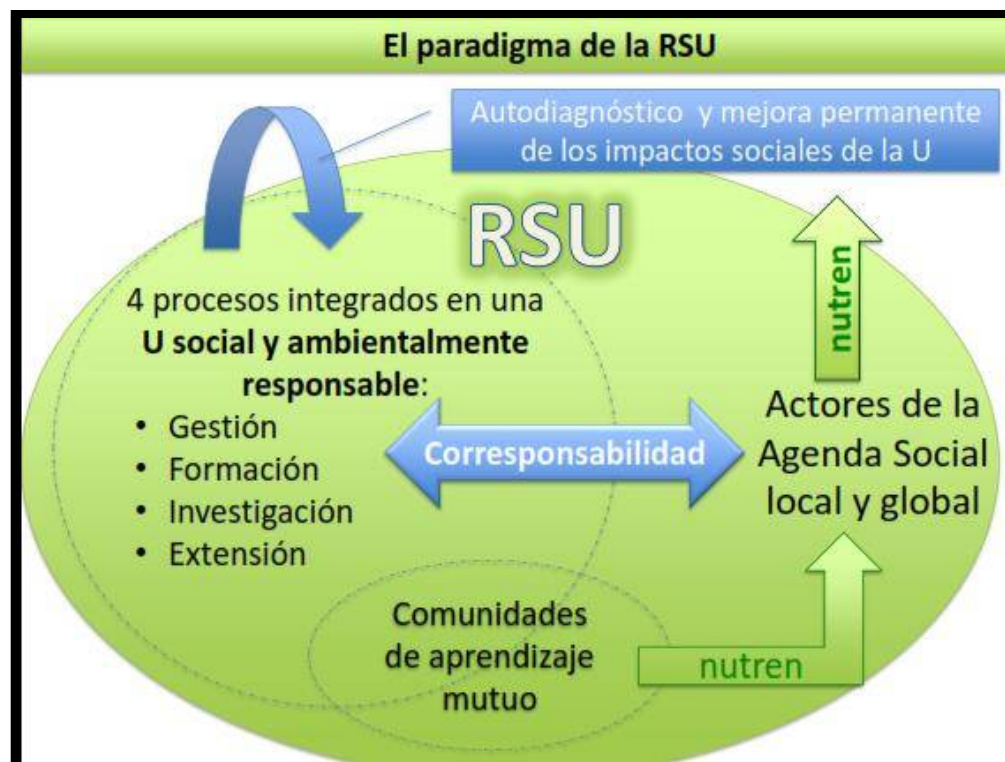 El paradigma de la RSU
Autodiagnóstico y mejora permanente
de los impactos sociales de la U
RSU
4 procesos integrados en una
U social y ambientalmente
responsable:
• Gestión
• Formación
• Investigación
• Extensión
Corresponsabilidad
nutren
Actores de la
Agenda Social
local y global
Comunidades
de aprendizaje
mutuo
nutren